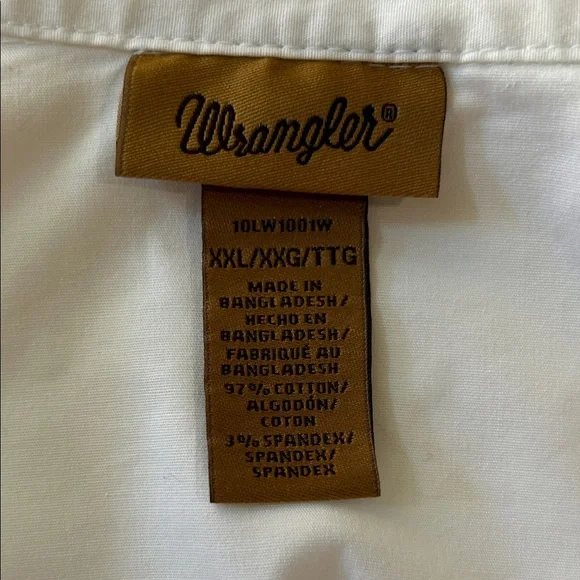 Wrangler®
10LW1001W
XXL/XXG/TTG
MADE IN
BANGLADESH/
HECHO EN
BANGLADESH/
FABRIQUÉ AU
BANGLADESH
97% COTTON/
ALGODÓN/
COTON
3% SPANDEX/
SPANDEX/
SPANDEX